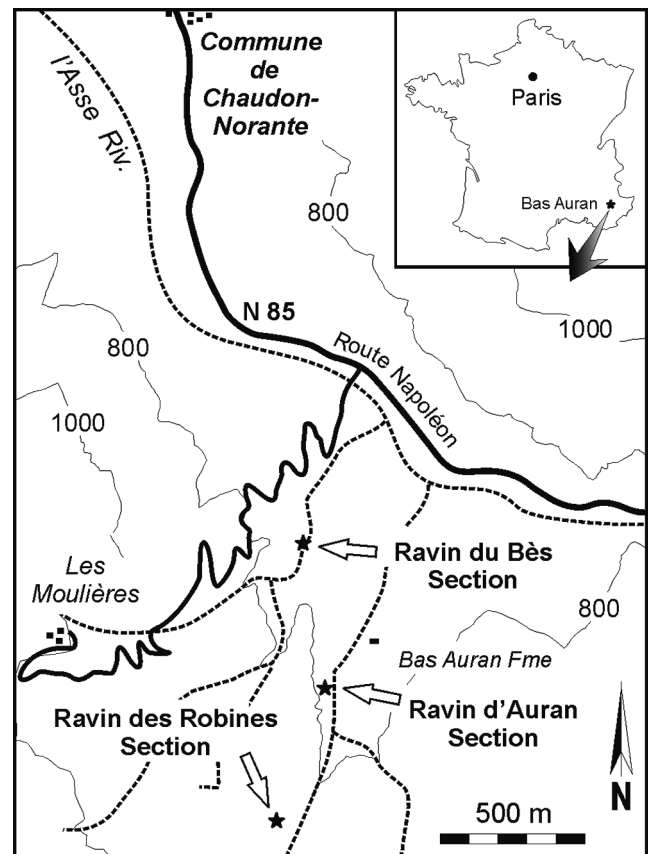 Commune
de
Chaudon-
Norante
l'Asse Riv.
Paris
Bas Auran
800
1000
N 85
Route Napoléon
800
1000
Ravin du Bès
Section
Les
Moulières
800
Bas Auran Fme
Ravin des Robines
Section
Ravin d'Auran
Section
N
500 m